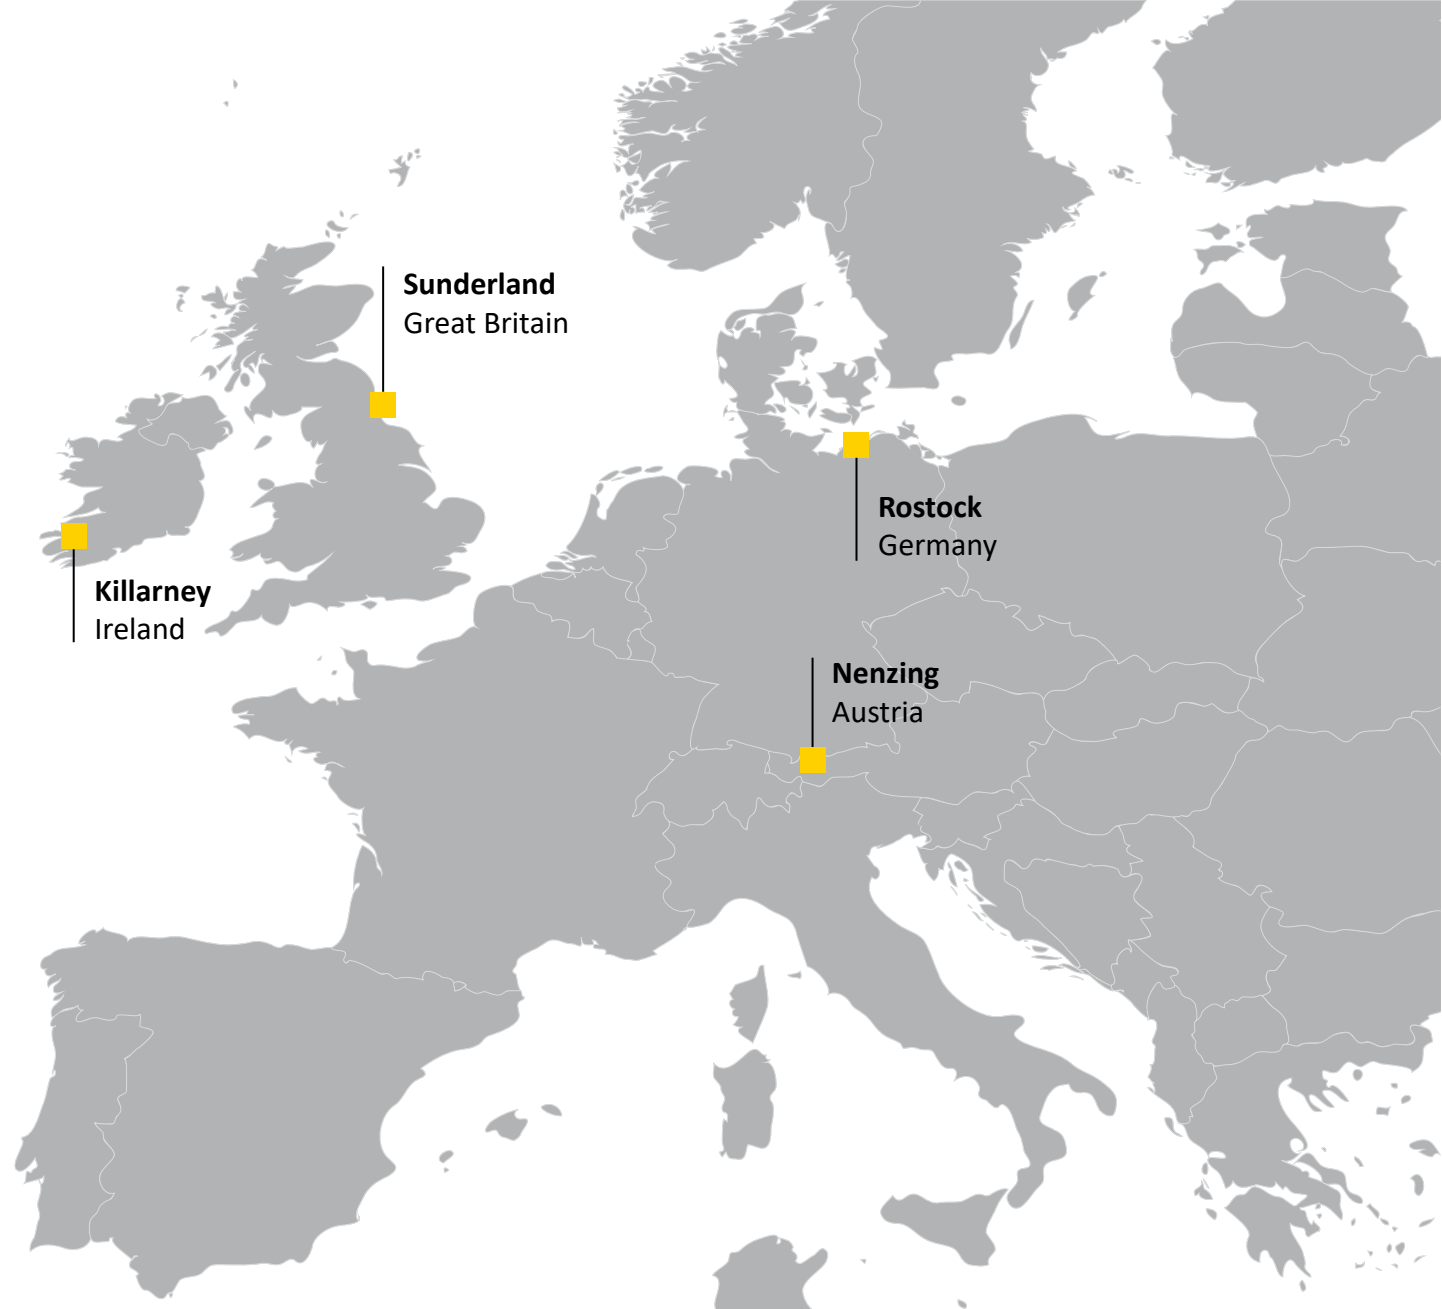 Sunderland
Great Britain
Rostock
Germany
Killarney
Ireland
Nenzing
Austria